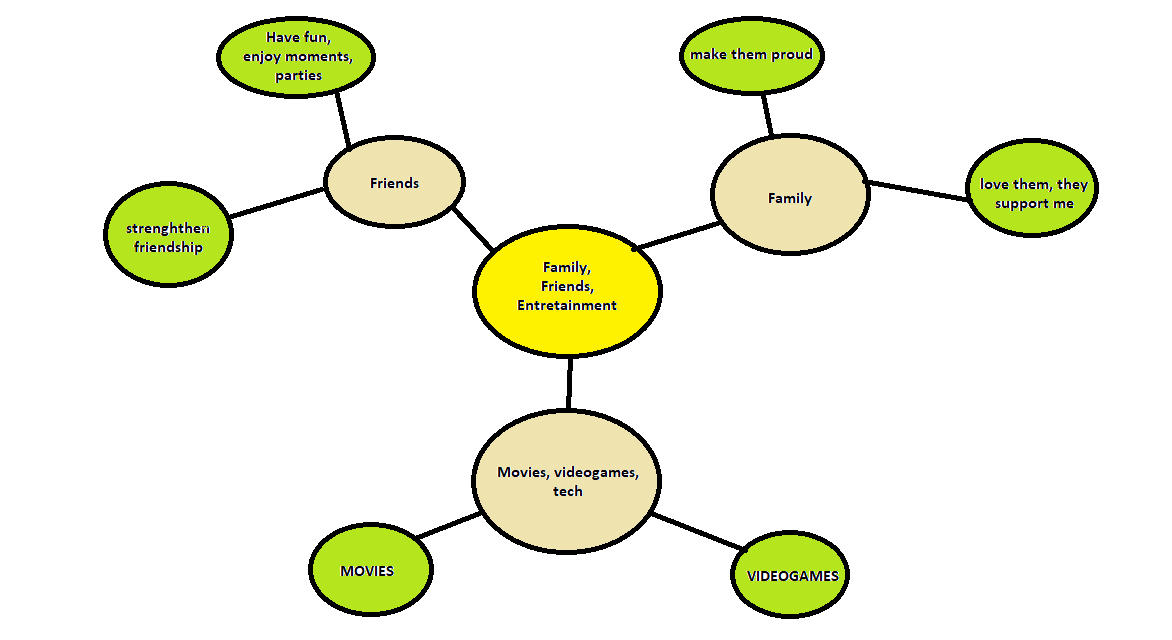 Have fun,
enjoy moments,
parties
make them proud
Friends
Family
love them, they
support me
strenghthen
friendship
Family,
Friends,
Entretainment
Movies, videogames,
tech
MOVIES
VIDEOGAMES